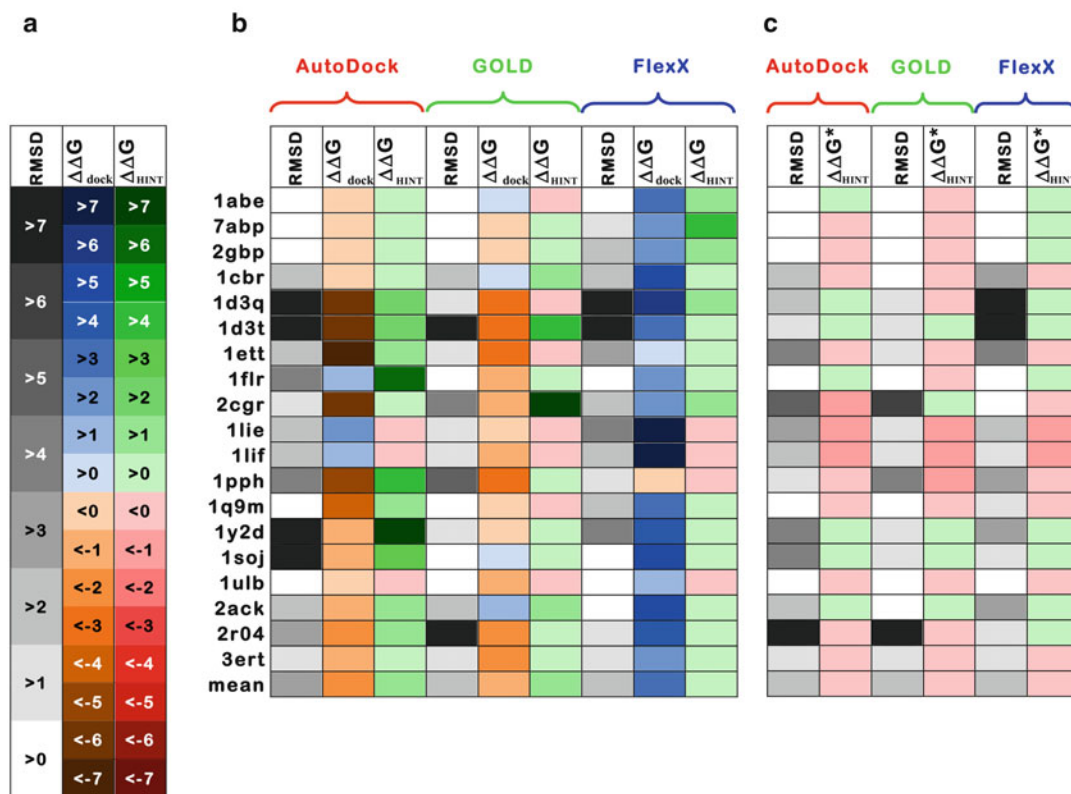 a
b
c
AutoDock GOLD FlexX
AutoDock GOLD FlexX
RMSD ΔΔG dock ΔΔG HINT
RMSD ΔΔG dock ΔΔG HINT RMSD ΔΔG dock ΔΔG HINT RMSD ΔΔG dock ΔΔG HINT
RMSD ΔΔG* HINT RMSD ΔΔG* HINT RMSD ΔΔG* HINT
>7 >7 >7
>6 >6
>6 >5 >5
>4 >4
>5 >3 >3
>2 >2
>4 >1 >1
>0 >0
>3 <0 <0
<-1 <-1
>2 <-2 <-2
<-3 <-3
>1 <-4 <-4
<-5 <-5
>0 <-6 <-6
<-7 <-7
1abe
7abp
2gbp
1cbr
1d3q
1d3t
1ett
1flr
2cgr
1lie
1lif
1pph
1q9m
1y2d
1soj
1ulb
2ack
2r04
3ert
mean